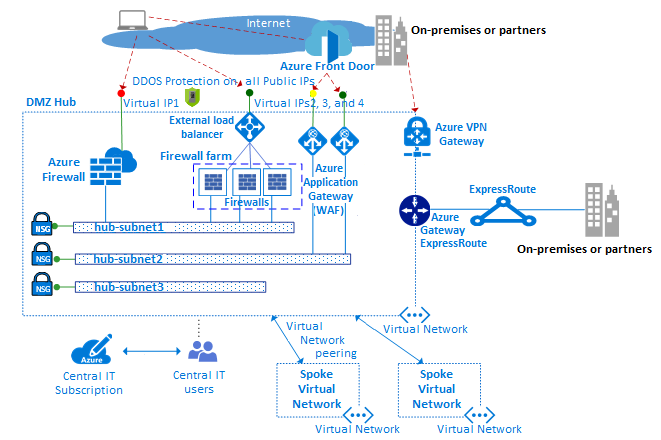 Internet
On-premises or partners
Azure Front Door
DDOS Protection on all Public IPs
Virtual IP1
Virtual IPs2, 3, and 4
DMZ Hub
External load
balancer
Azure VPN
Gateway
Azure
Firewall
Firewall farm
Firewalls
Azure
Application
Gateway
(WAF)
ExpressRoute
Azure
Gateway
ExpressRoute
On-premises or partners
NSG
hub-subnet1
NSG
hub-subnet2
NSG
hub-subnet3
Virtual Network
Virtual
Network
peering
Azure
Central IT
Subscription
Central IT
users
Spoke
Virtual
Network
Spoke
Virtual
Network
Virtual Network
Virtual Network